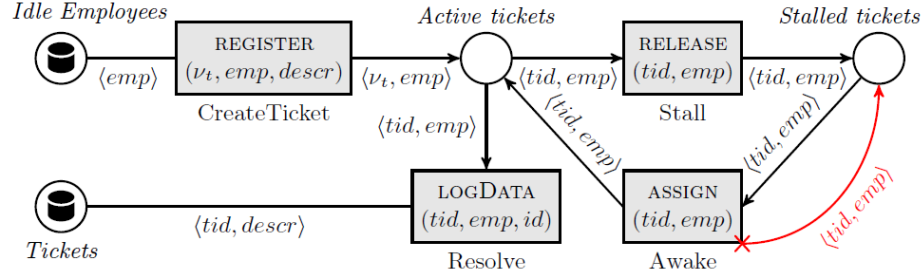 Idle Employees
Active tickets
Stalled tickets
REGISTER
(ν_t, emp, descr)
CreateTicket
⟨emp⟩
⟨ν_t, emp⟩
⟨tid, emp⟩
RELEASE
(tid, emp)
Stall
⟨tid, emp⟩
⟨tid, emp⟩
⟨tid, emp⟩
⟨tid, emp⟩
⟨tid, emp⟩
Tickets
⟨tid, descr⟩
LOGDATA
(tid, emp, id)
Resolve
ASSIGN
(tid, emp)
Awake